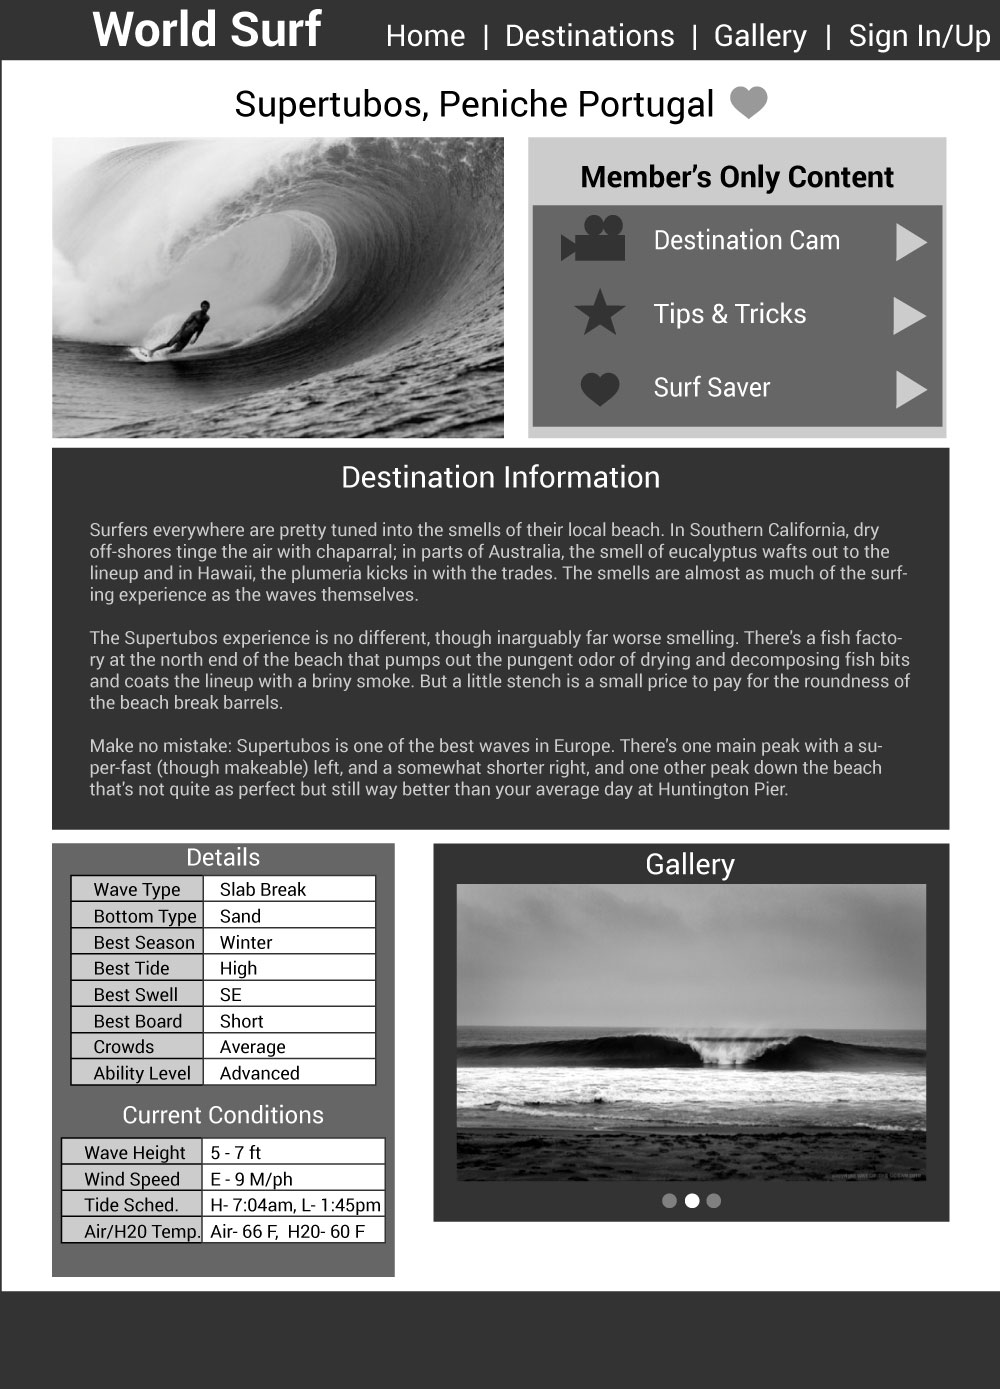 World Surf
Home | Destinations | Gallery | Sign In/Up
Supertubos, Peniche Portugal
Member's Only Content
Destination Cam
Tips & Tricks
Surf Saver
Destination Information
Surfers everywhere are pretty tuned into the smells of their local beach. In Southern California, dry
off-shores tinge the air with chaparral; in parts of Australia, the smell of eucalyptus wafts out to the
lineup and in Hawaii, the plumeria kicks in with the trades. The smells are almost as much of the surf-
ing experience as the waves themselves.
The Supertubos experience is no different, though inarguably far worse smelling. There's a fish facto-
ry at the north end of the beach that pumps out the pungent odor of drying and decomposing fish bits
and coats the lineup with a briny smoke. But a little stench is a small price to pay for the roundness of
the beach break barrels.
Make no mistake: Supertubos is one of the best waves in Europe. There's one main peak with a su-
per-fast (though makeable) left, and a somewhat shorter right, and one other peak down the beach
that's not quite as perfect but still way better than your average day at Huntington Pier.
Details
Wave Type Slab Break
Bottom Type Sand
Best Season Winter
Best Tide High
Best Swell SE
Best Board Short
Crowds Average
Ability Level Advanced
Current Conditions
Wave Height 5 - 7 ft
Wind Speed E - 9 M/ph
Tide Sched. H- 7:04am, L- 1:45pm
Air/H20 Temp. Air- 66 F, H20- 60 F
Gallery